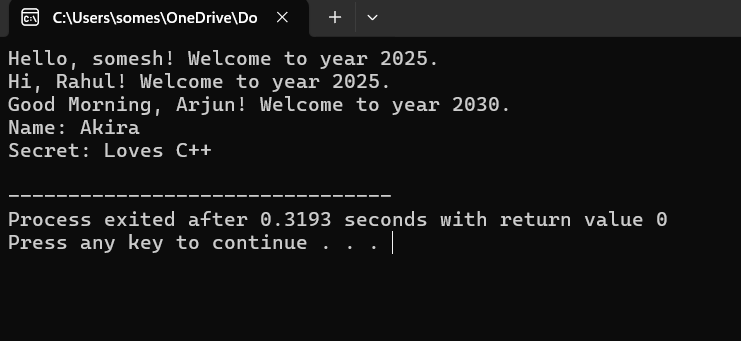 C:\Users\somes\OneDrive\Do
Hello, somesh! Welcome to year 2025.
Hi, Rahul! Welcome to year 2025.
Good Morning, Arjun! Welcome to year 2030.
Name: Akira
Secret: Loves C++
--------------------------------
Process exited after 0.3193 seconds with return value 0
Press any key to continue . . .